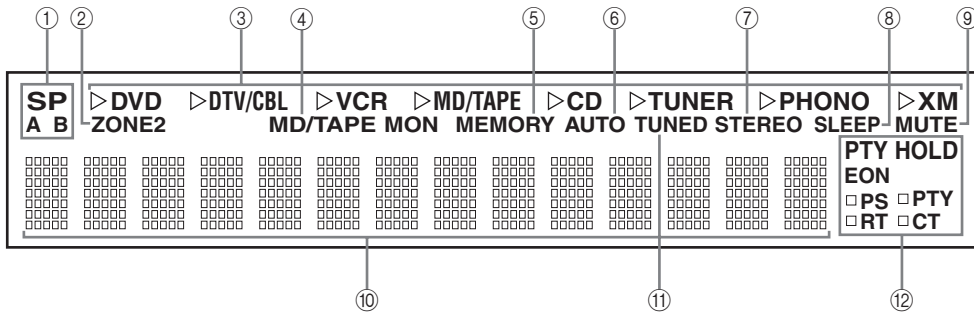 ① ② ③ ④ ⑤ ⑥ ⑦ ⑧ ⑨
SP ▷DVD ▷DTV/CBL ▷VCR ▷MD/TAPE ▷CD ▷TUNER ▷PHONO ▷XM
A B ZONE2 MD/TAPE MON MEMORY AUTO TUNED STEREO SLEEP MUTE
PTY HOLD
EON
PS PTY
RT CT
⑩ ⑪ ⑫